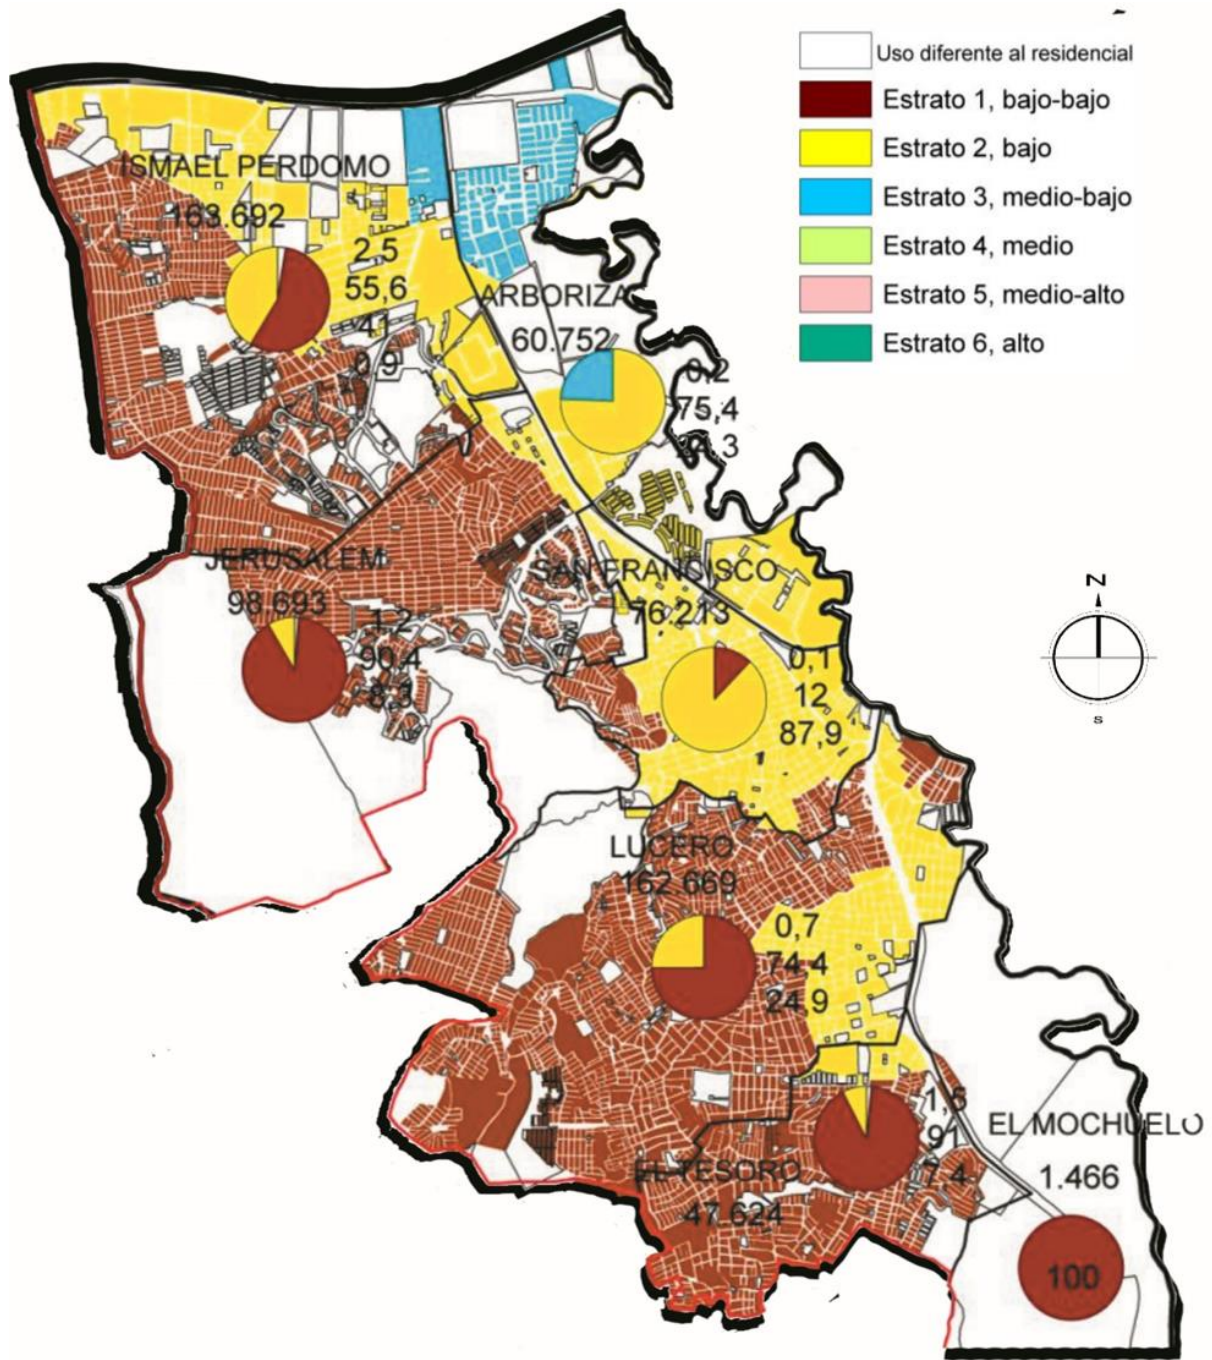 Uso diferente al residencial
Estrato 1, bajo-bajo
Estrato 2, bajo
Estrato 3, medio-bajo
Estrato 4, medio
Estrato 5, medio-alto
Estrato 6, alto
ISMAEL PERDOMO
163.692
2,5
55,6
41
0,9
ARBORIZA
60.752
0,2
75,4
JERUSALEM
98.693
1,2
90,4
8,3
SAN FRANCISCO
76.213
0,1
12
87,9
N
S
LUCERO
162.669
0,7
74,4
24,9
EL TESORO
47.624
1,5
91
7,4
EL MOCHUELO
1.466
100